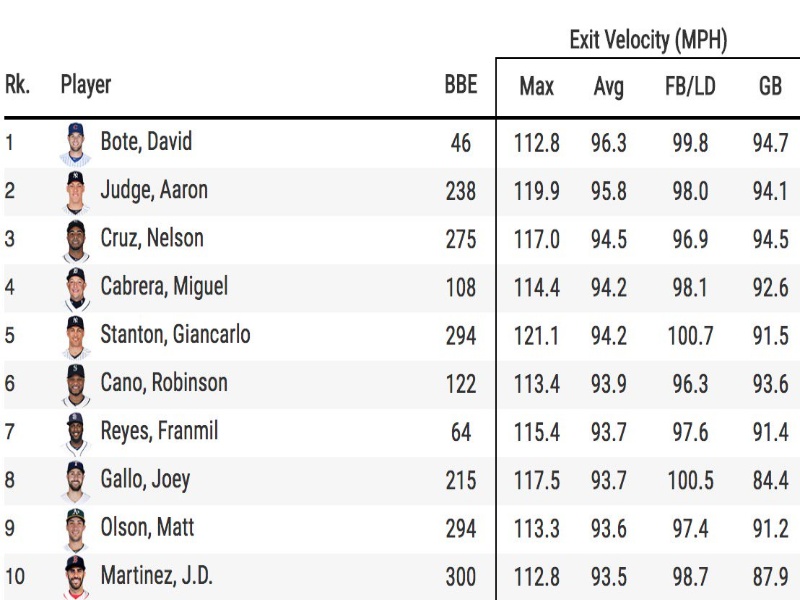 Exit Velocity (MPH)
Rk. Player BBE Max Avg FB/LD GB
1 Bote, David 46 112.8 96.3 99.8 94.7
2 Judge, Aaron 238 119.9 95.8 98.0 94.1
3 Cruz, Nelson 275 117.0 94.5 96.9 94.5
4 Cabrera, Miguel 108 114.4 94.2 98.1 92.6
5 Stanton, Giancarlo 294 121.1 94.2 100.7 91.5
6 Cano, Robinson 122 113.4 93.9 96.3 93.6
7 Reyes, Franmil 64 115.4 93.7 97.6 91.4
8 Gallo, Joey 215 117.5 93.7 100.5 84.4
9 Olson, Matt 294 113.3 93.6 97.4 91.2
10 Martinez, J.D. 300 112.8 93.5 98.7 87.9